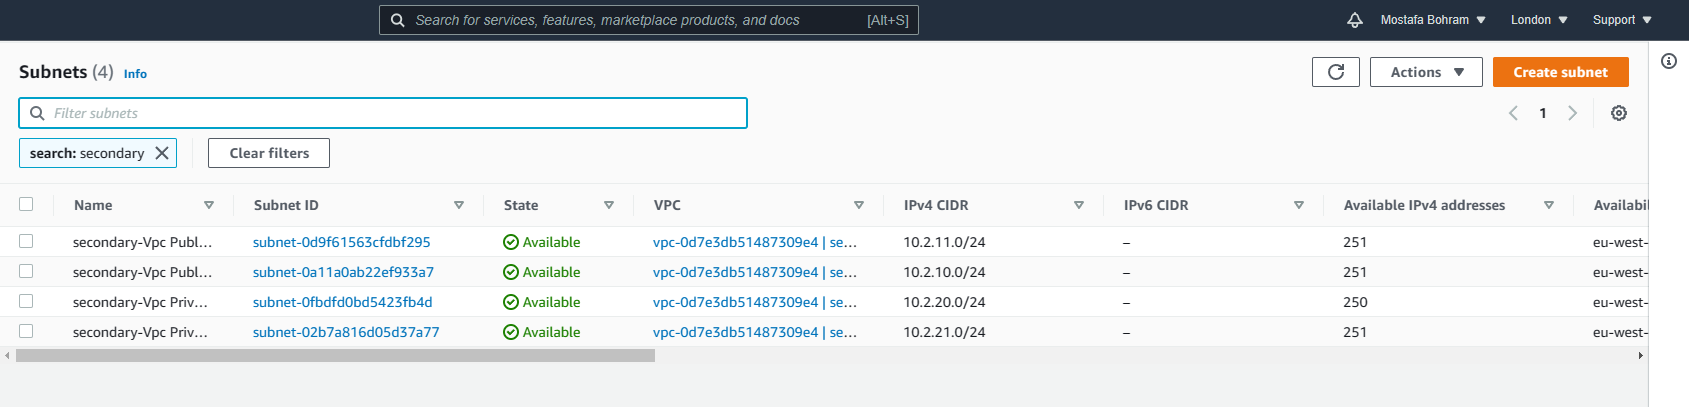 Search for services, features, marketplace products, and docs [Alt+S] Mostafa Bohram London Support
Subnets (4) Info Actions Create subnet
Filter subnets 1
search: secondary Clear filters
Name Subnet ID State VPC IPv4 CIDR IPv6 CIDR Available IPv4 addresses Availabil
secondary-Vpc Publ... subnet-0d9f61563cfdbf295 Available vpc-0d7e3db51487309e4 | se... 10.2.11.0/24 – 251 eu-west-
secondary-Vpc Publ... subnet-0a11a0ab22ef933a7 Available vpc-0d7e3db51487309e4 | se... 10.2.10.0/24 – 251 eu-west-
secondary-Vpc Priv... subnet-0fbdfd0bd5423fb4d Available vpc-0d7e3db51487309e4 | se... 10.2.20.0/24 – 250 eu-west-
secondary-Vpc Priv... subnet-02b7a816d05d37a77 Available vpc-0d7e3db51487309e4 | se... 10.2.21.0/24 – 251 eu-west-